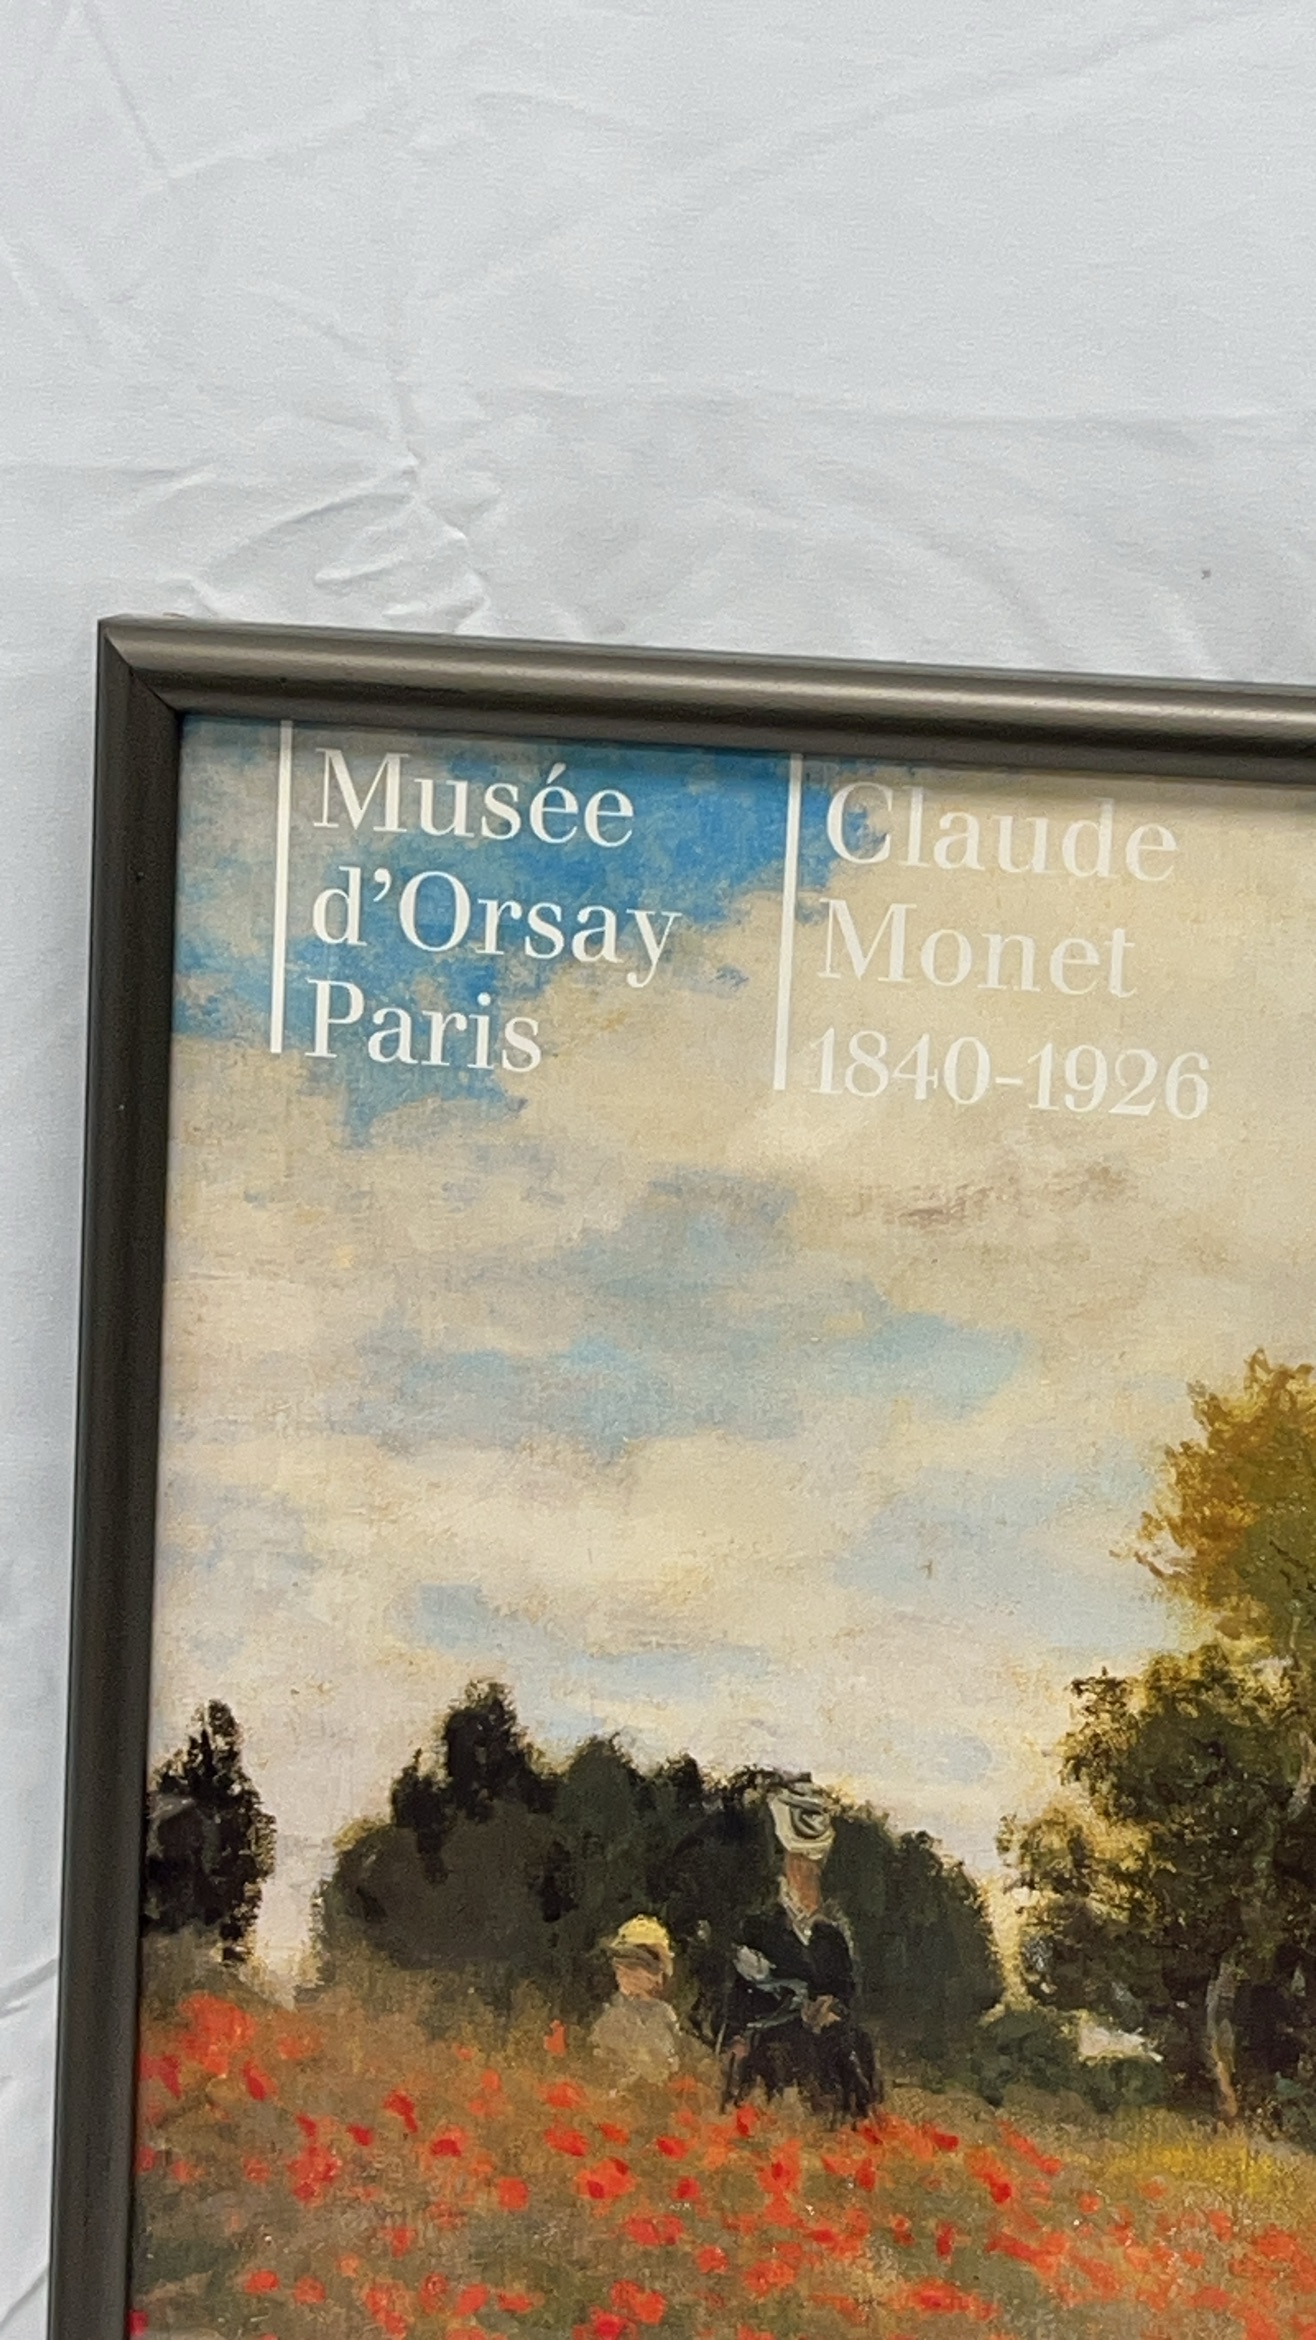 Musée
d’Orsay
Paris
Claude
Monet
1840-1926